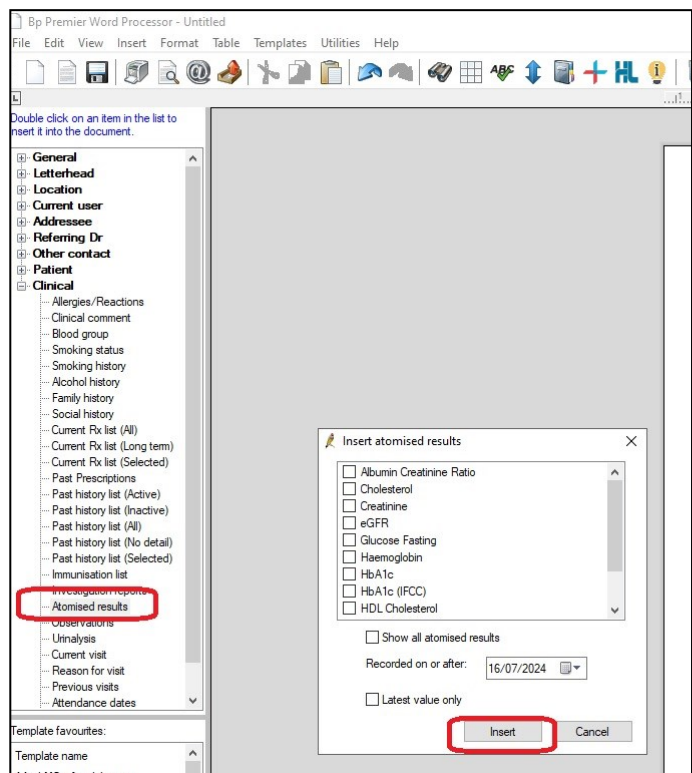 Bp Premier Word Processor - Untitled
File Edit View Insert Format Table Templates Utilities Help
ABC
HL
L
Double click on an item in the list to
insert it into the document.
General
Letterhead
Location
Current user
Addressee
Referring Dr
Other contact
Patient
Clinical
Allergies/Reactions
Clinical comment
Blood group
Smoking status
Smoking history
Alcohol history
Family history
Social history
Current Rx list (All)
Current Rx list (Long term)
Current Rx list (Selected)
Past Prescriptions
Past history list (Active)
Past history list (Inactive)
Past history list (All)
Past history list (No detail)
Past history list (Selected)
Immunisation list
Investigation reports
Atomised results
Observations
Urinalysis
Current visit
Reason for visit
Previous visits
Attendance dates
Template favourites:
Template name
Insert atomised results
Albumin Creatinine Ratio
Cholesterol
Creatinine
eGFR
Glucose Fasting
Haemoglobin
HbA1c
HbA1c (IFCC)
HDL Cholesterol
Show all atomised results
Recorded on or after: 16/07/2024
Latest value only
Insert Cancel